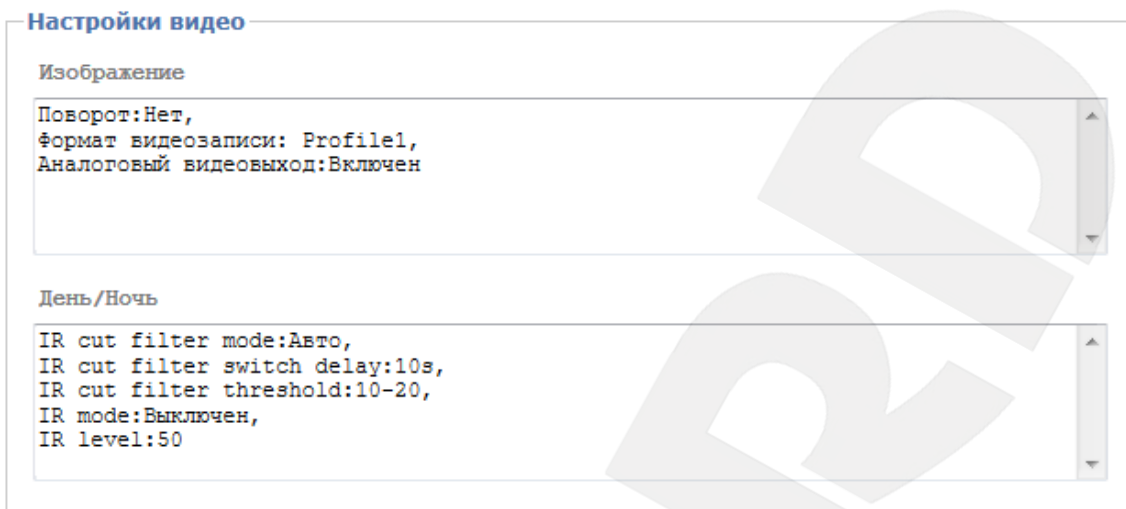 Настройки видео
Изображение
Поворот:Нет,
Формат видеозаписи: Profile1,
Аналоговый видеовыход:Включен
День/Ночь
IR cut filter mode:Авто,
IR cut filter switch delay:10s,
IR cut filter threshold:10-20,
IR mode:Выключен,
IR level:50
RD